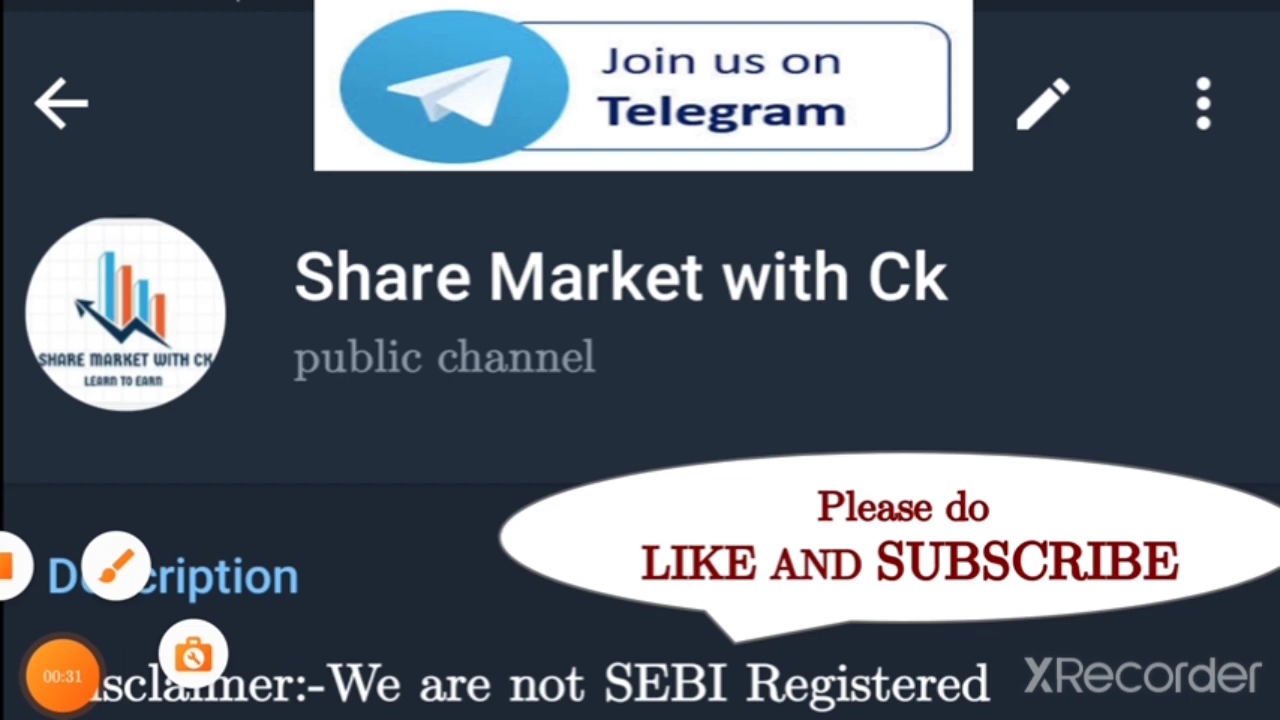 Join us on
Telegram
Share Market with Ck
public channel
SHARE MARKET WITH CK
LEARN TO EARN
Please do
LIKE AND SUBSCRIBE
Description
00:31
isclaimer:-We are not SEBI Registered
XRecorder